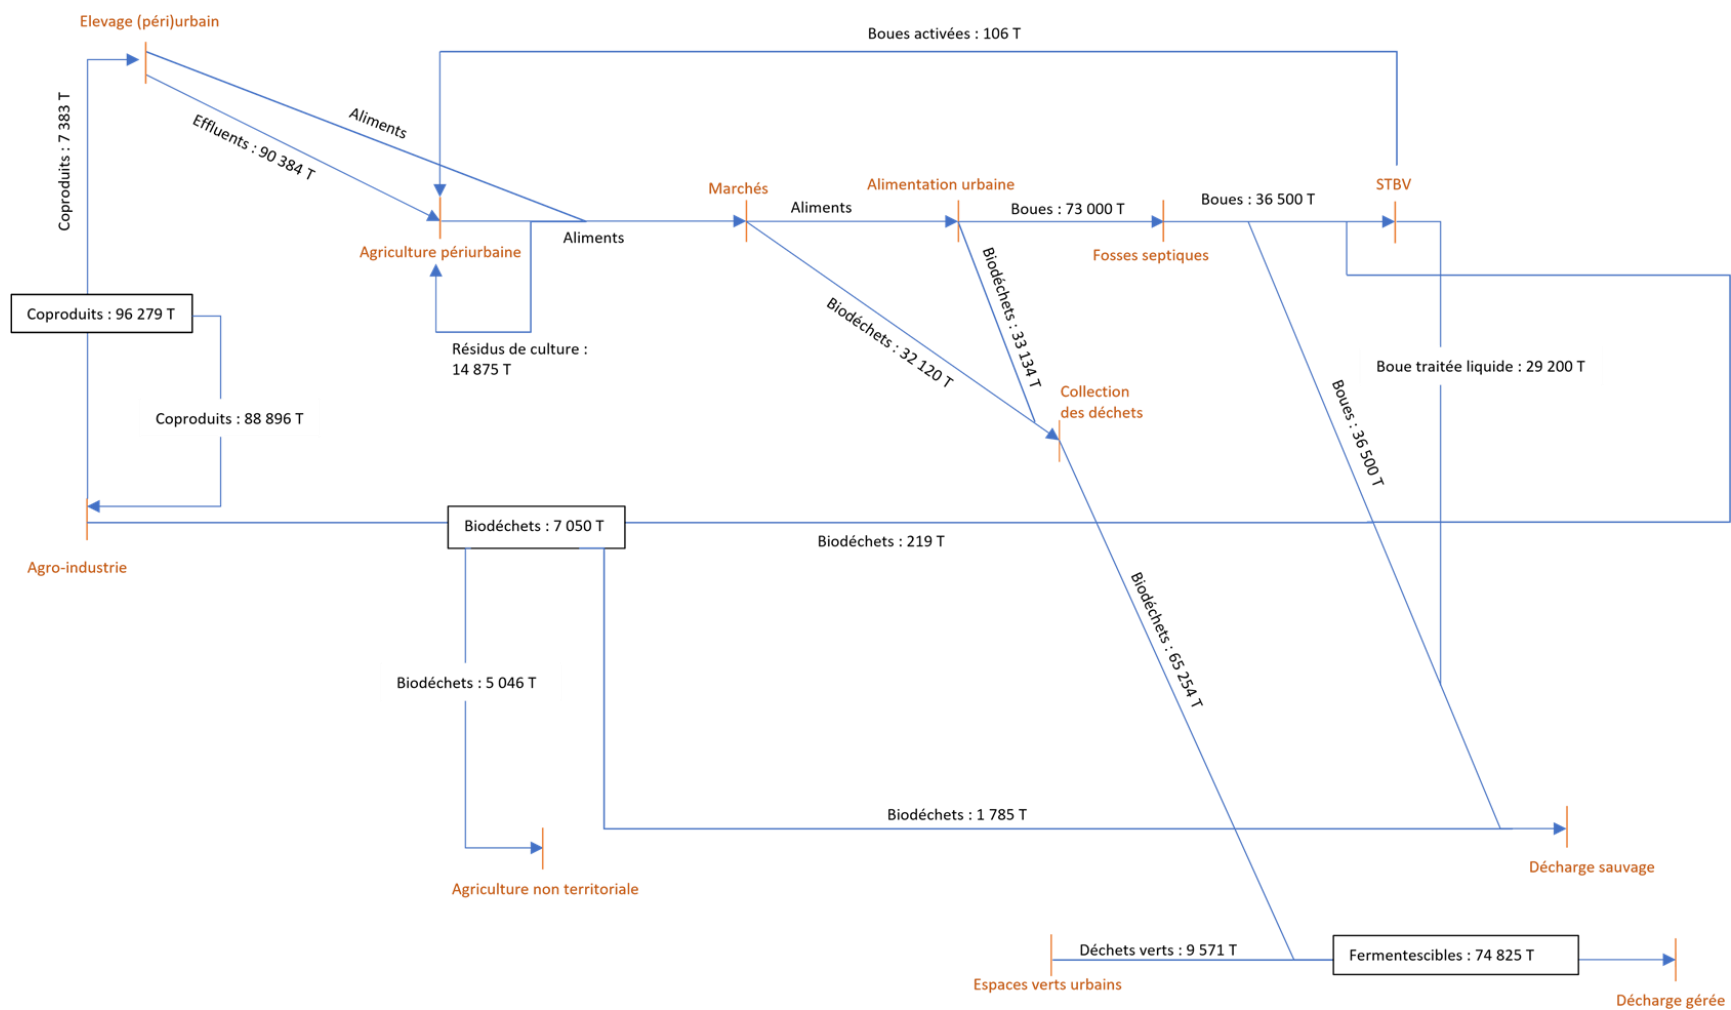 Elevage (péri)urbain
Boues activées : 106 T
Coproduits : 7 383 T
Aliments
Effluents : 90 384 T
Marchés
Alimentation urbaine
STBV
Aliments
Boues : 73 000 T
Boues : 36 500 T
Aliments
Agriculture périurbaine
Fosses septiques
Biodéchets : 33 134 T
Biodéchets : 32 120 T
Coproduits : 96 279 T
Résidus de culture :
14 875 T
Boue traitée liquide : 29 200 T
Boues : 36 500 T
Collection
des déchets
Coproduits : 88 896 T
Biodéchets : 7 050 T
Biodéchets : 219 T
Agro-industrie
Biodéchets : 65 254 T
Biodéchets : 5 046 T
Biodéchets : 1 785 T
Décharge sauvage
Agriculture non territoriale
Déchets verts : 9 571 T
Fermentescibles : 74 825 T
Espaces verts urbains
Décharge gérée